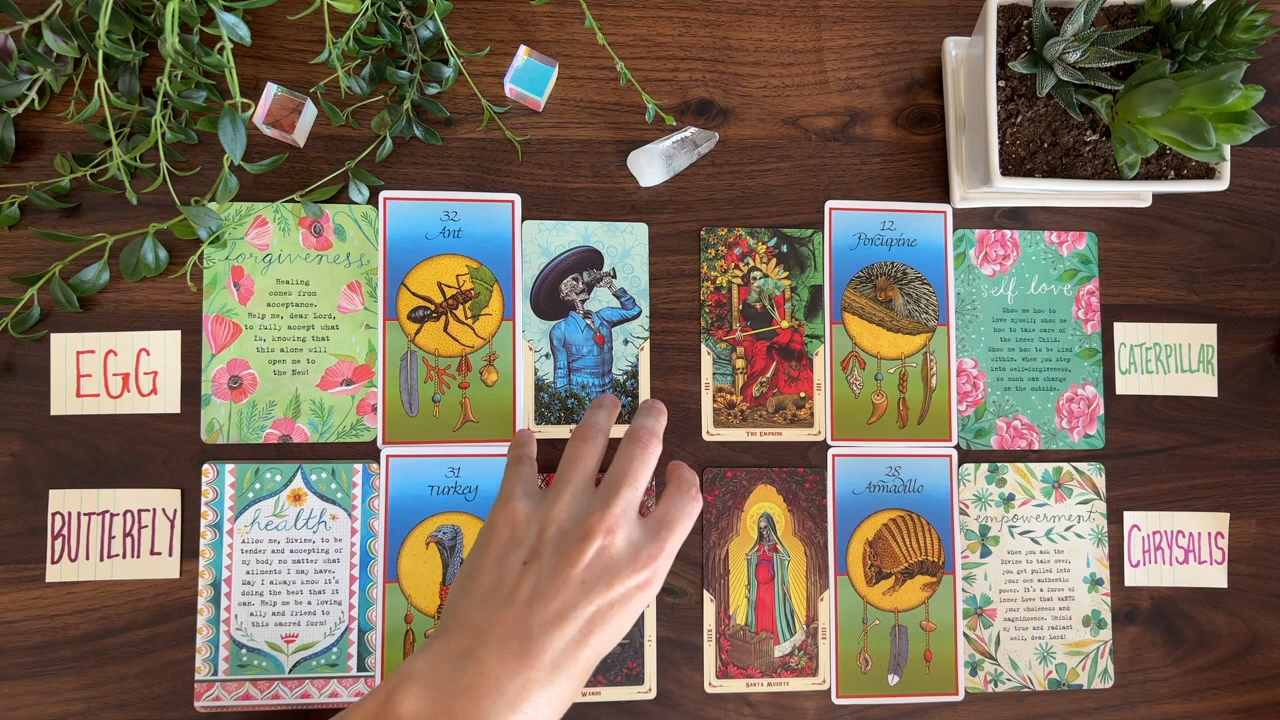 EGG
forgiveness
Healing
comes from
acceptance.
Help me, dear Lord,
to fully accept what
Is, knowing that
this alone will
open me to
the New!
32
Ant
III
THE EMPRESS
III
12
Porcupine
self-love
Show me how to
love myself; show me
how to take care of
the inner Child.
Show me how to be kind
within. When you step
into self-forgiveness,
so much can change
on the outside.
CATERPILLAR
BUTTERFLY
health
Allow me, Divine, to be
tender and accepting of
my body no matter what
ailments I may have.
May I always know it's
doing the best that it
can. Help me be a loving
ally and friend to
this sacred form!
31
Turkey
WANDS
XIII
SANTA MUERTE
XIII
28
Armadillo
empowerment
When you ask the
Divine to take over,
you get pulled into
your own authentic
power. It's a force of
inner Love that WANTS
your wholeness and
magnificence. Unfold
my true and radiant
self, dear Lord!
CHRYSALIS